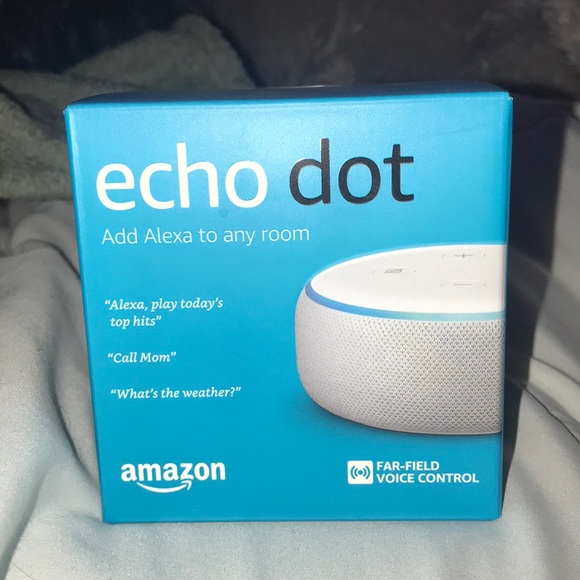 echo dot
Add Alexa to any room
“Alexa, play today’s
top hits”
“Call Mom”
“What’s the weather?”
amazon
FAR-FIELD
VOICE CONTROL